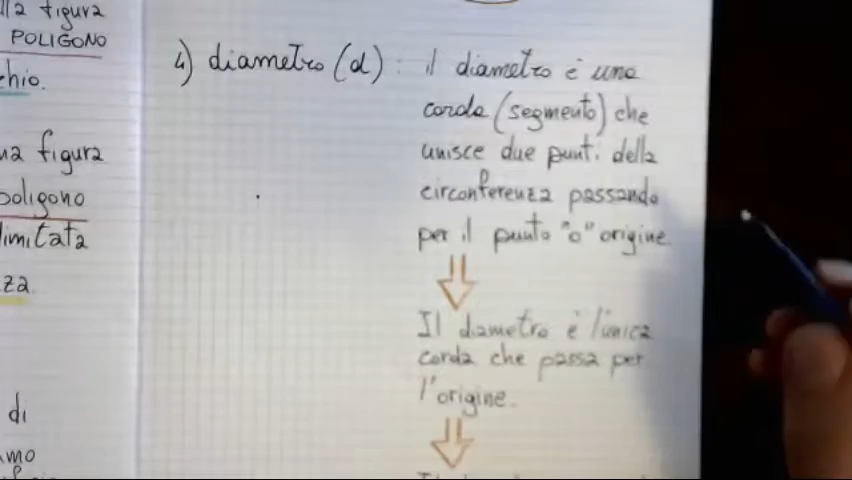 lla figura
POLIGONO
chio.
na figura
poligono
limitata
za.
di
amo
4) diametro (d): il diametro è una
corda (segmento) che
unisce due punti della
circonferenza passando
per il punto "o" origine
Il diametro è l'unica
corda che passa per
l'origine.